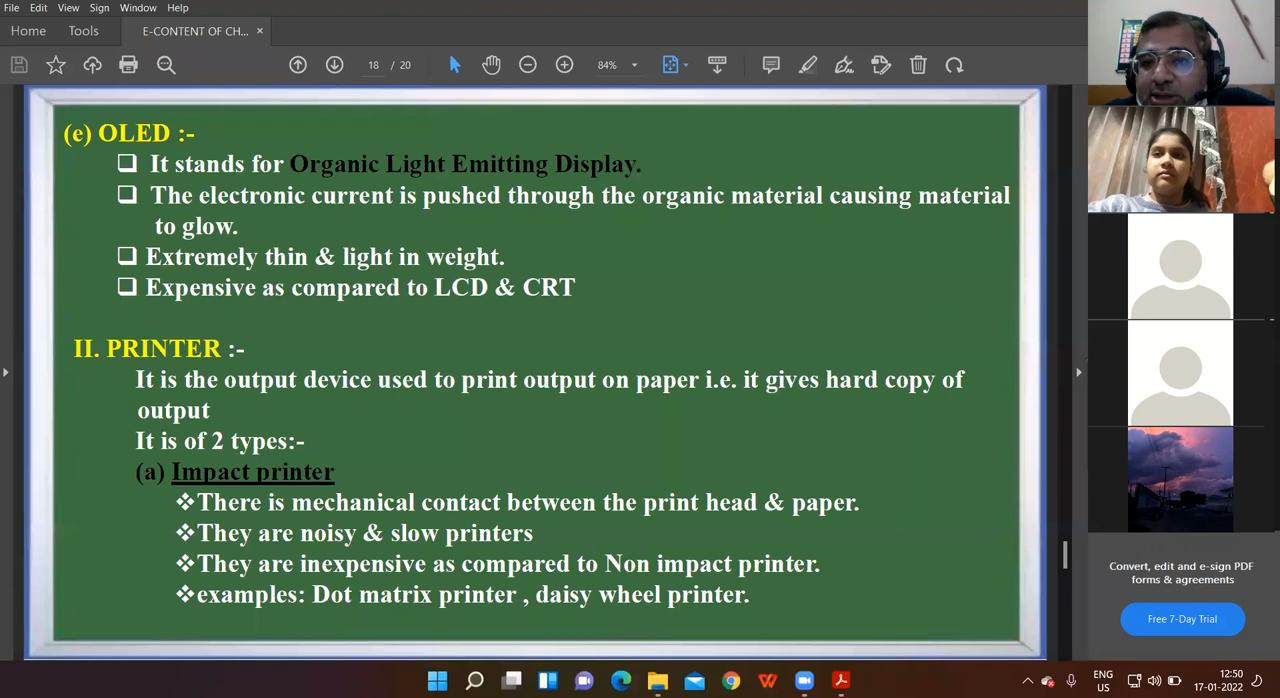 File Edit View Sign Window Help
Home Tools E-CONTENT OF CH... ×
18 / 20 84%
(e) OLED :-
❑ It stands for Organic Light Emitting Display.
❑ The electronic current is pushed through the organic material causing material
to glow.
❑ Extremely thin & light in weight.
❑ Expensive as compared to LCD & CRT
II. PRINTER :-
It is the output device used to print output on paper i.e. it gives hard copy of
output
It is of 2 types:-
(a) Impact printer
❖There is mechanical contact between the print head & paper.
❖They are noisy & slow printers
❖They are inexpensive as compared to Non impact printer.
❖examples: Dot matrix printer , daisy wheel printer.
Convert, edit and e-sign PDF
forms & agreements
Free 7-Day Trial
ENG
US
12:50
17-01-2022